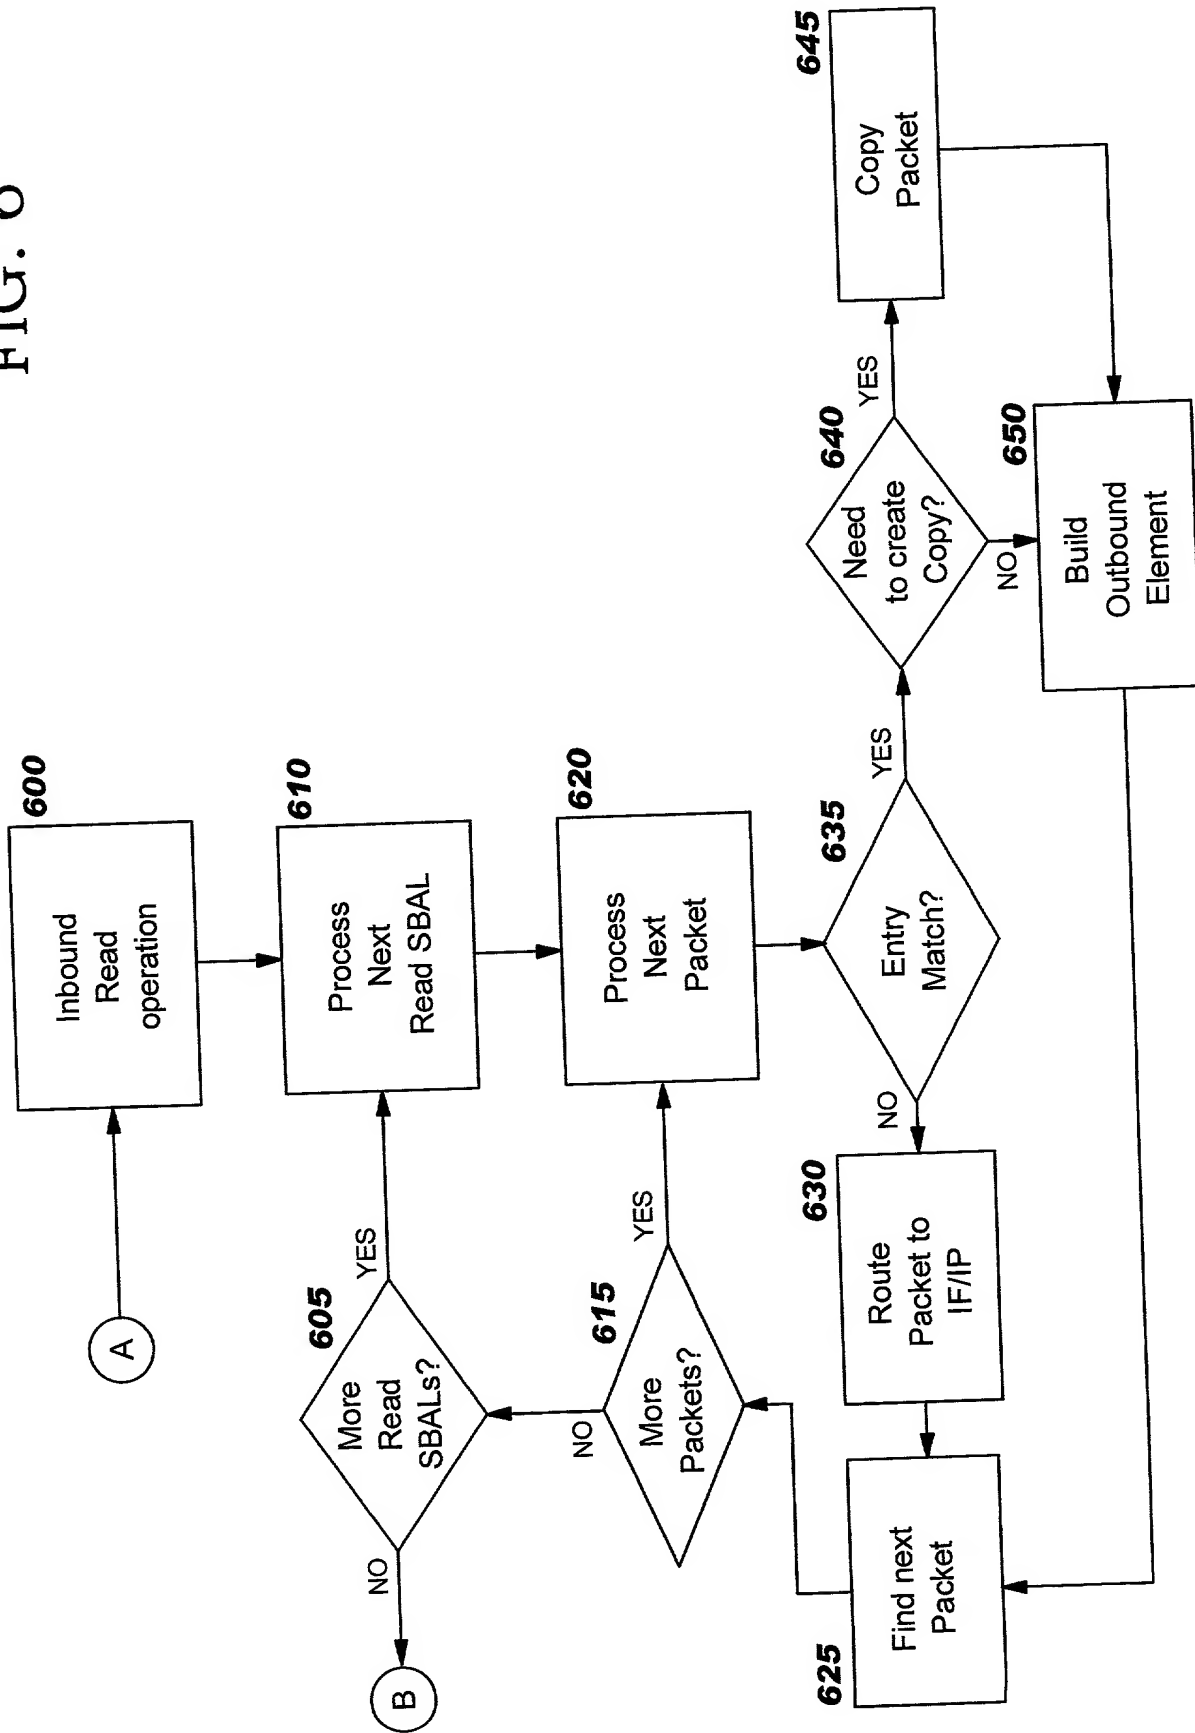 FIG. 6
A
600
Inbound
Read
operation
605
More
Read
SBALs?
YES
NO
B
610
Process
Next
Read SBAL
615
More
Packets?
YES
NO
620
Process
Next
Packet
625
Find next
Packet
630
Route
Packet to
IF/IP
NO
635
Entry
Match?
YES
640
Need
to create
Copy?
YES
NO
645
Copy
Packet
650
Build
Outbound
Element